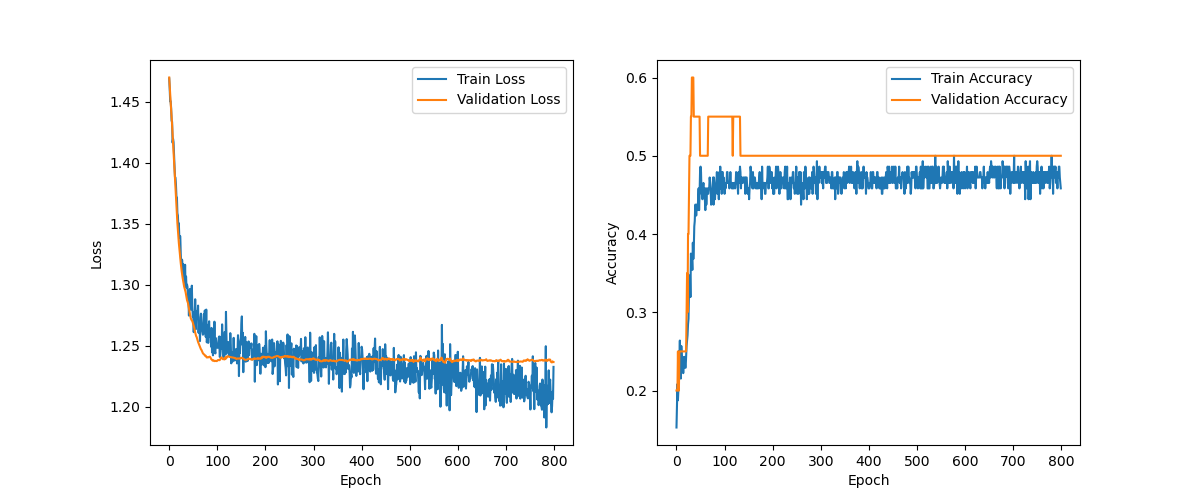 Train Loss
Validation Loss
1.45
1.40
1.35
1.30
1.25
1.20
Loss
0 100 200 300 400 500 600 700 800
Epoch
Train Accuracy
Validation Accuracy
0.6
0.5
0.4
0.3
0.2
Accuracy
0 100 200 300 400 500 600 700 800
Epoch